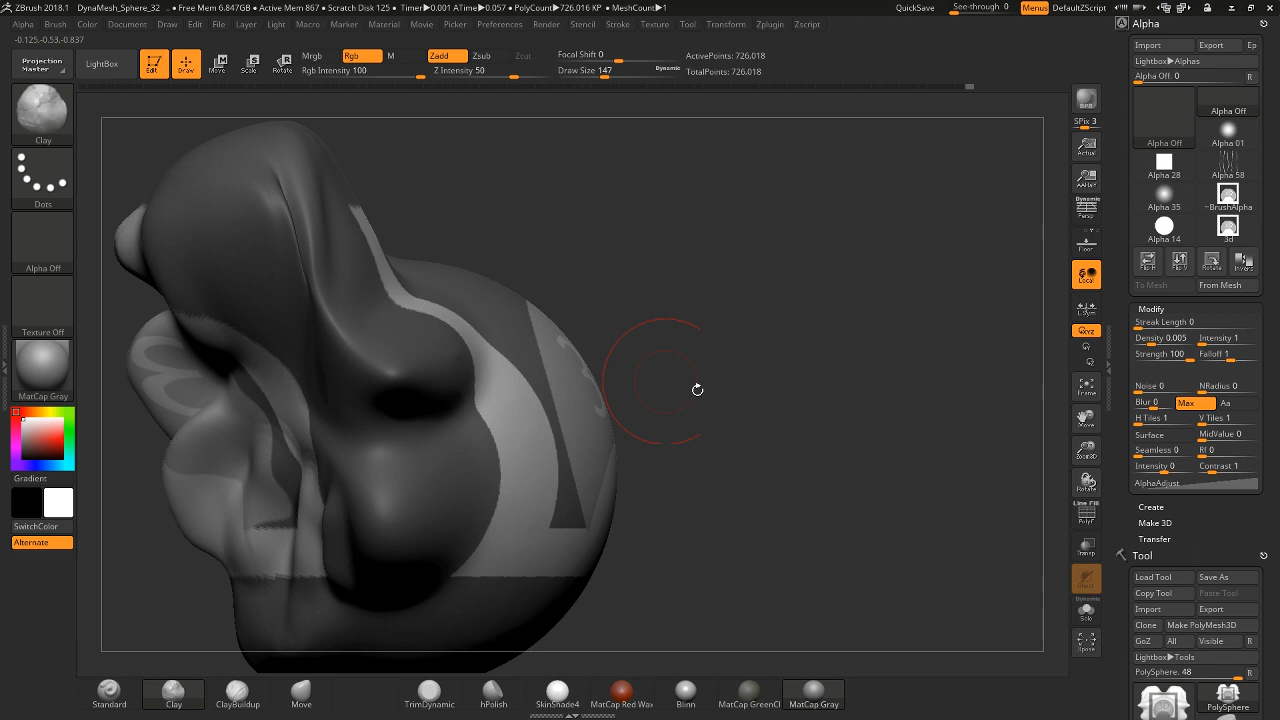 ZBrush 2018.1 DynaMesh_Sphere_32 ... • Free Mem 6.847GB • Active Mem 867 • Scratch Disk 125 • Timer▶0.001 ATime▶0.057 • PolyCount▶726.016 KP • MeshCount▶1 QuickSave See-through 0 Menus DefaultZScript
Alpha Brush Color Document Draw Edit File Layer Light Macro Marker Material Movie Picker Preferences Render Stencil Stroke Texture Tool Transform Zplugin Zscript
-0.125,-0.53,-0.837
Projection Master
LightBox
Edit Draw Move Scale Rotate
Mrgb Rgb M
Rgb Intensity 100
Zadd Zsub Zcut
Z Intensity 50
Focal Shift 0
Draw Size 147 Dynamic
ActivePoints: 726,018
TotalPoints: 726,018
Clay
Dots
Alpha Off
Texture Off
MatCap Gray
Gradient
SwitchColor
Alternate
BPR
SPix 3
Actual
AAHalf
Dynamic
Persp
Floor
Local
L.Sym
XYZ
Frame
Move
Zoom3D
Rotate
Line Fill
PolyF
Transp
Ghost
Dynamic
Solo
Xpose
Alpha
Import Export Ep
Lightbox▶Alphas
Alpha Off. 0 R
Alpha Off
Alpha Off
Alpha 01
Alpha 28 Alpha 58
Alpha 35 ~BrushAlpha
Alpha 14 3d
Flip H Flip V Rotate Invers
To Mesh From Mesh
Modify
Streak Length 0
Density 0.005 Intensity 1
Strength 100 Falloff 1
Noise 0 NRadius 0
Blur 0 Max Aa
H Tiles 1 V Tiles 1
Surface MidValue 0
Seamless 0 Rf 0
Intensity 0 Contrast 1
AlphaAdjust
Create
Make 3D
Transfer
Tool
Load Tool Save As
Copy Tool Paste Tool
Import Export
Clone Make PolyMesh3D
GoZ All Visible R
Lightbox▶Tools
PolySphere. 48 R
PolySphere
Standard Clay ClayBuildup Move TrimDynamic hPolish SkinShade4 MatCap Red Wax Blinn MatCap GreenCl MatCap Gray